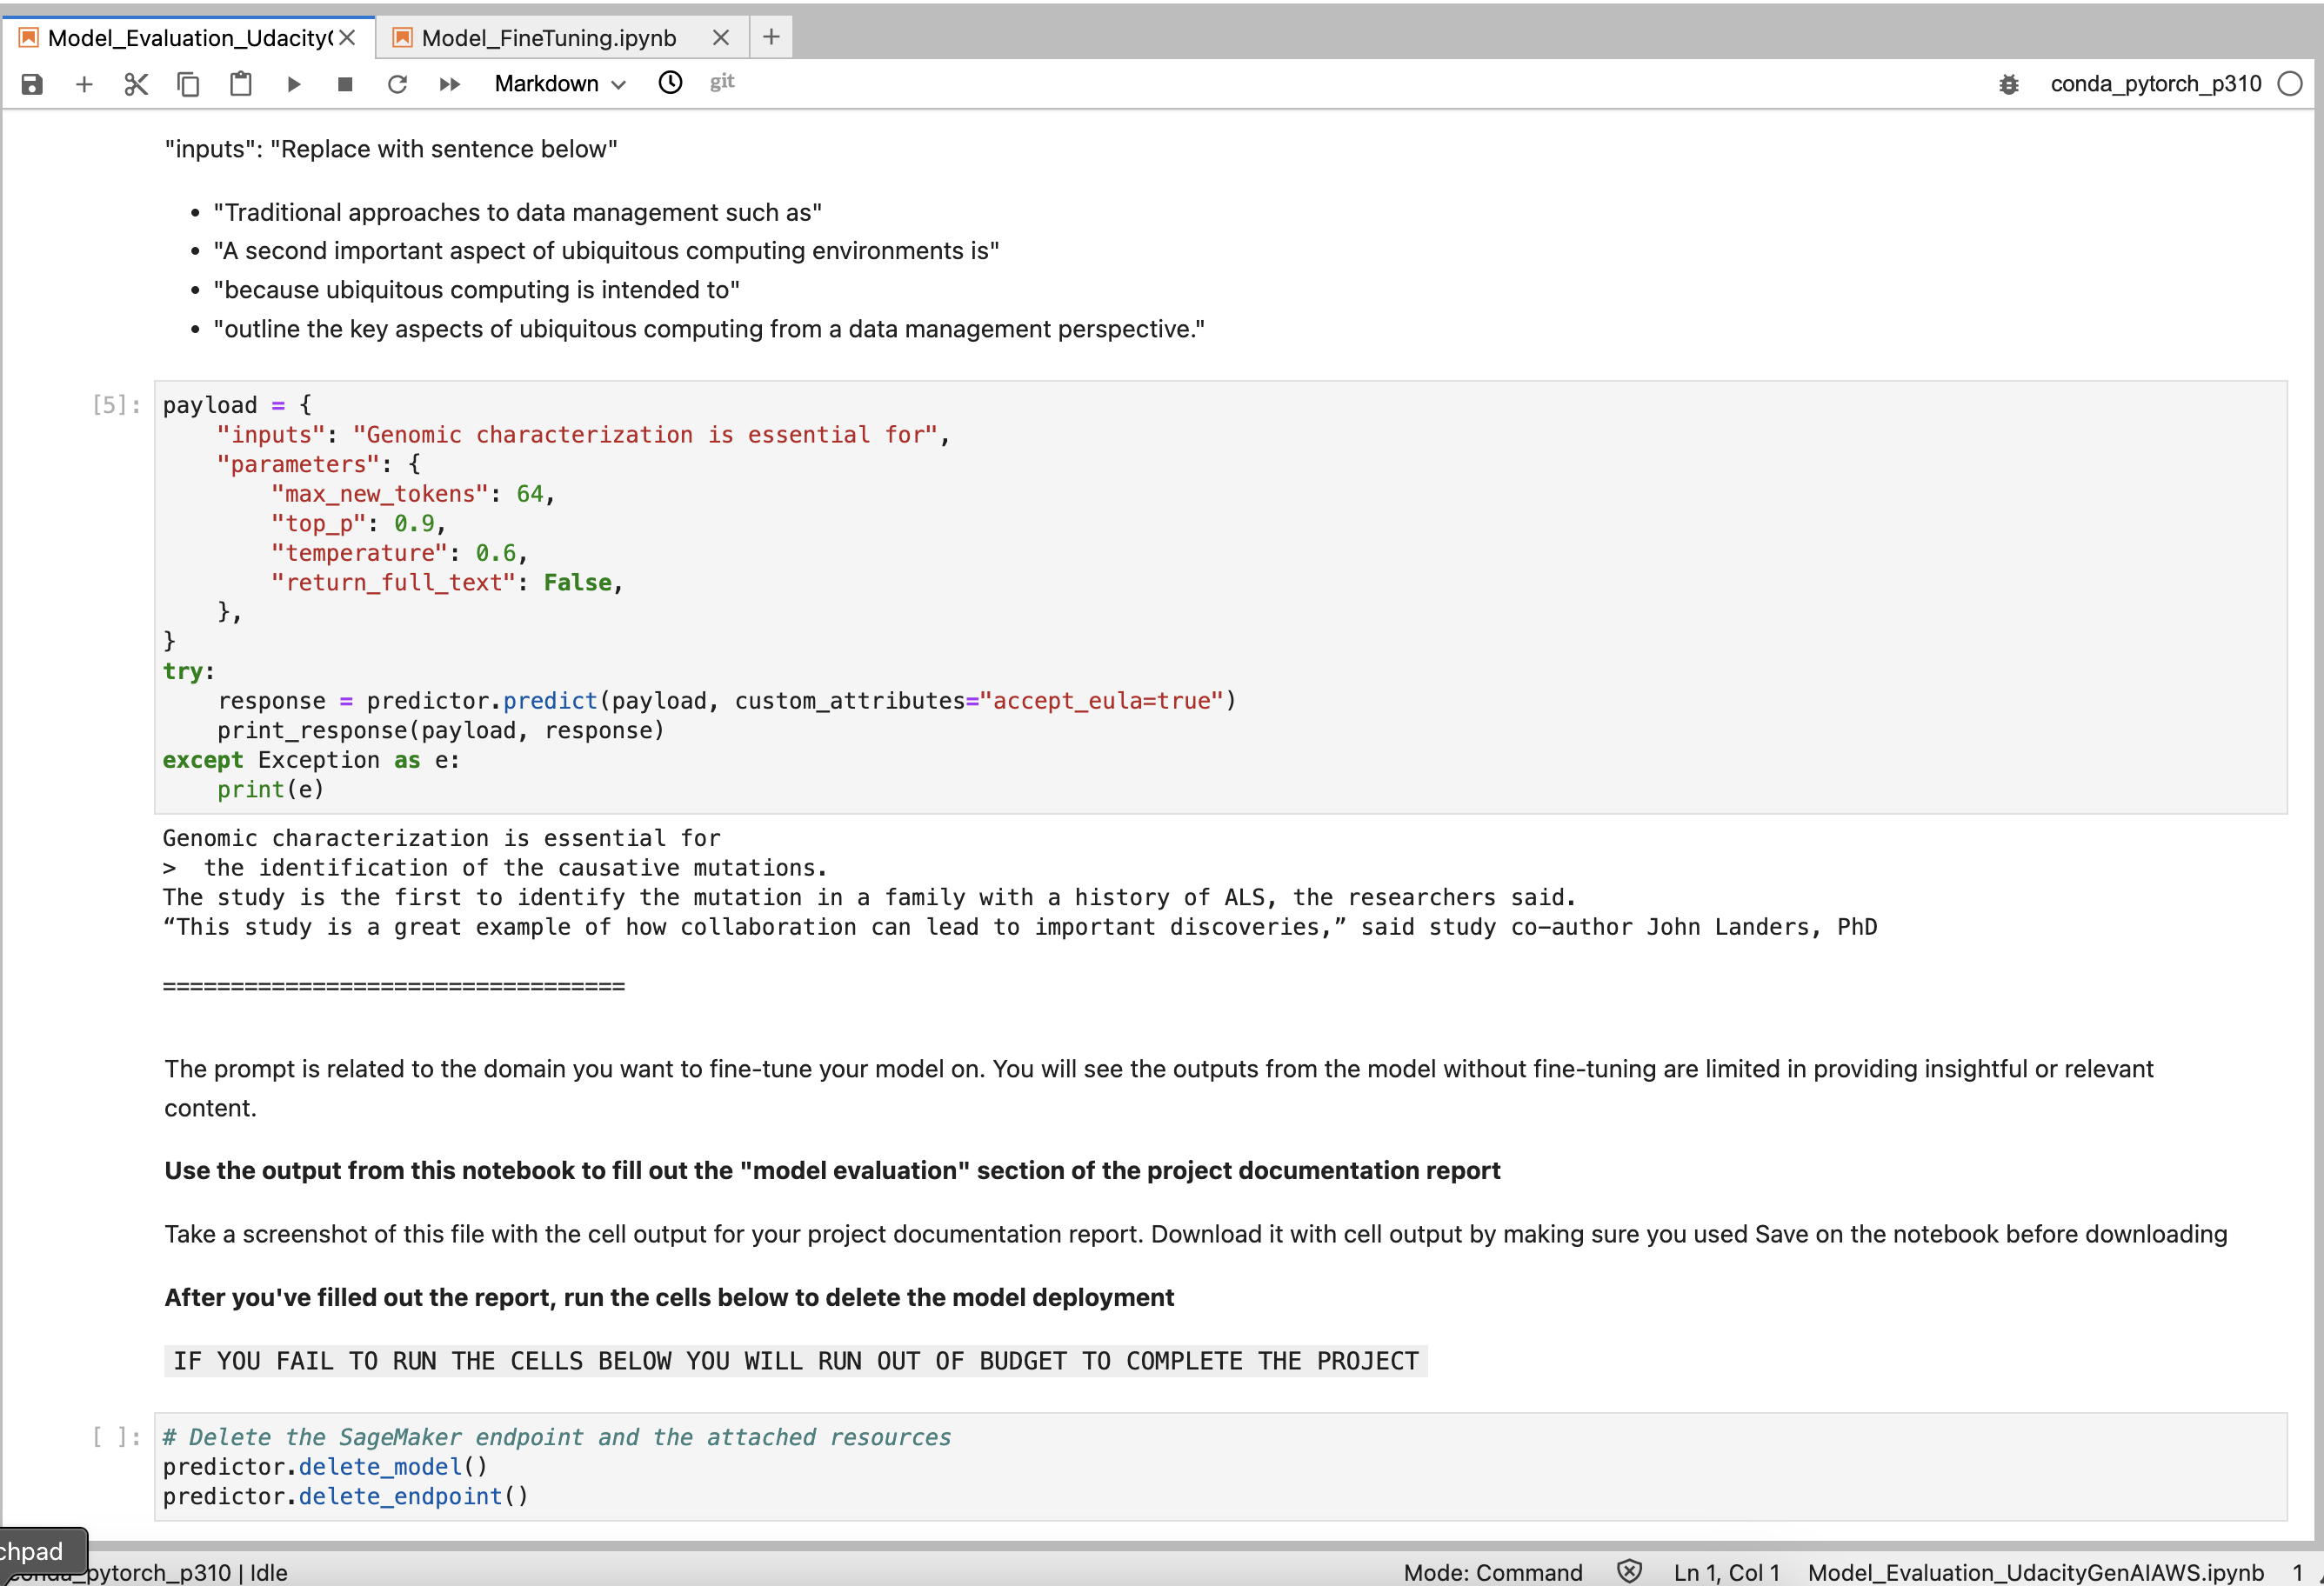 Model_Evaluation_Udacity
Model_FineTuning.ipynb
Markdown
git
conda_pytorch_p310
"inputs": "Replace with sentence below"
• "Traditional approaches to data management such as"
• "A second important aspect of ubiquitous computing environments is"
• "because ubiquitous computing is intended to"
• "outline the key aspects of ubiquitous computing from a data management perspective."
[5]:
payload = {
    "inputs": "Genomic characterization is essential for",
    "parameters": {
        "max_new_tokens": 64,
        "top_p": 0.9,
        "temperature": 0.6,
        "return_full_text": False,
    },
}
try:
    response = predictor.predict(payload, custom_attributes="accept_eula=true")
    print_response(payload, response)
except Exception as e:
    print(e)
Genomic characterization is essential for
>  the identification of the causative mutations.
The study is the first to identify the mutation in a family with a history of ALS, the researchers said.
“This study is a great example of how collaboration can lead to important discoveries,” said study co-author John Landers, PhD
==================================
The prompt is related to the domain you want to fine-tune your model on. You will see the outputs from the model without fine-tuning are limited in providing insightful or relevant
content.
Use the output from this notebook to fill out the "model evaluation" section of the project documentation report
Take a screenshot of this file with the cell output for your project documentation report. Download it with cell output by making sure you used Save on the notebook before downloading
After you've filled out the report, run the cells below to delete the model deployment
IF YOU FAIL TO RUN THE CELLS BELOW YOU WILL RUN OUT OF BUDGET TO COMPLETE THE PROJECT
[ ]:
# Delete the SageMaker endpoint and the attached resources
predictor.delete_model()
predictor.delete_endpoint()
chpad
conda_pytorch_p310 | Idle
Mode: Command
Ln 1, Col 1
Model_Evaluation_UdacityGenAIAWS.ipynb
1